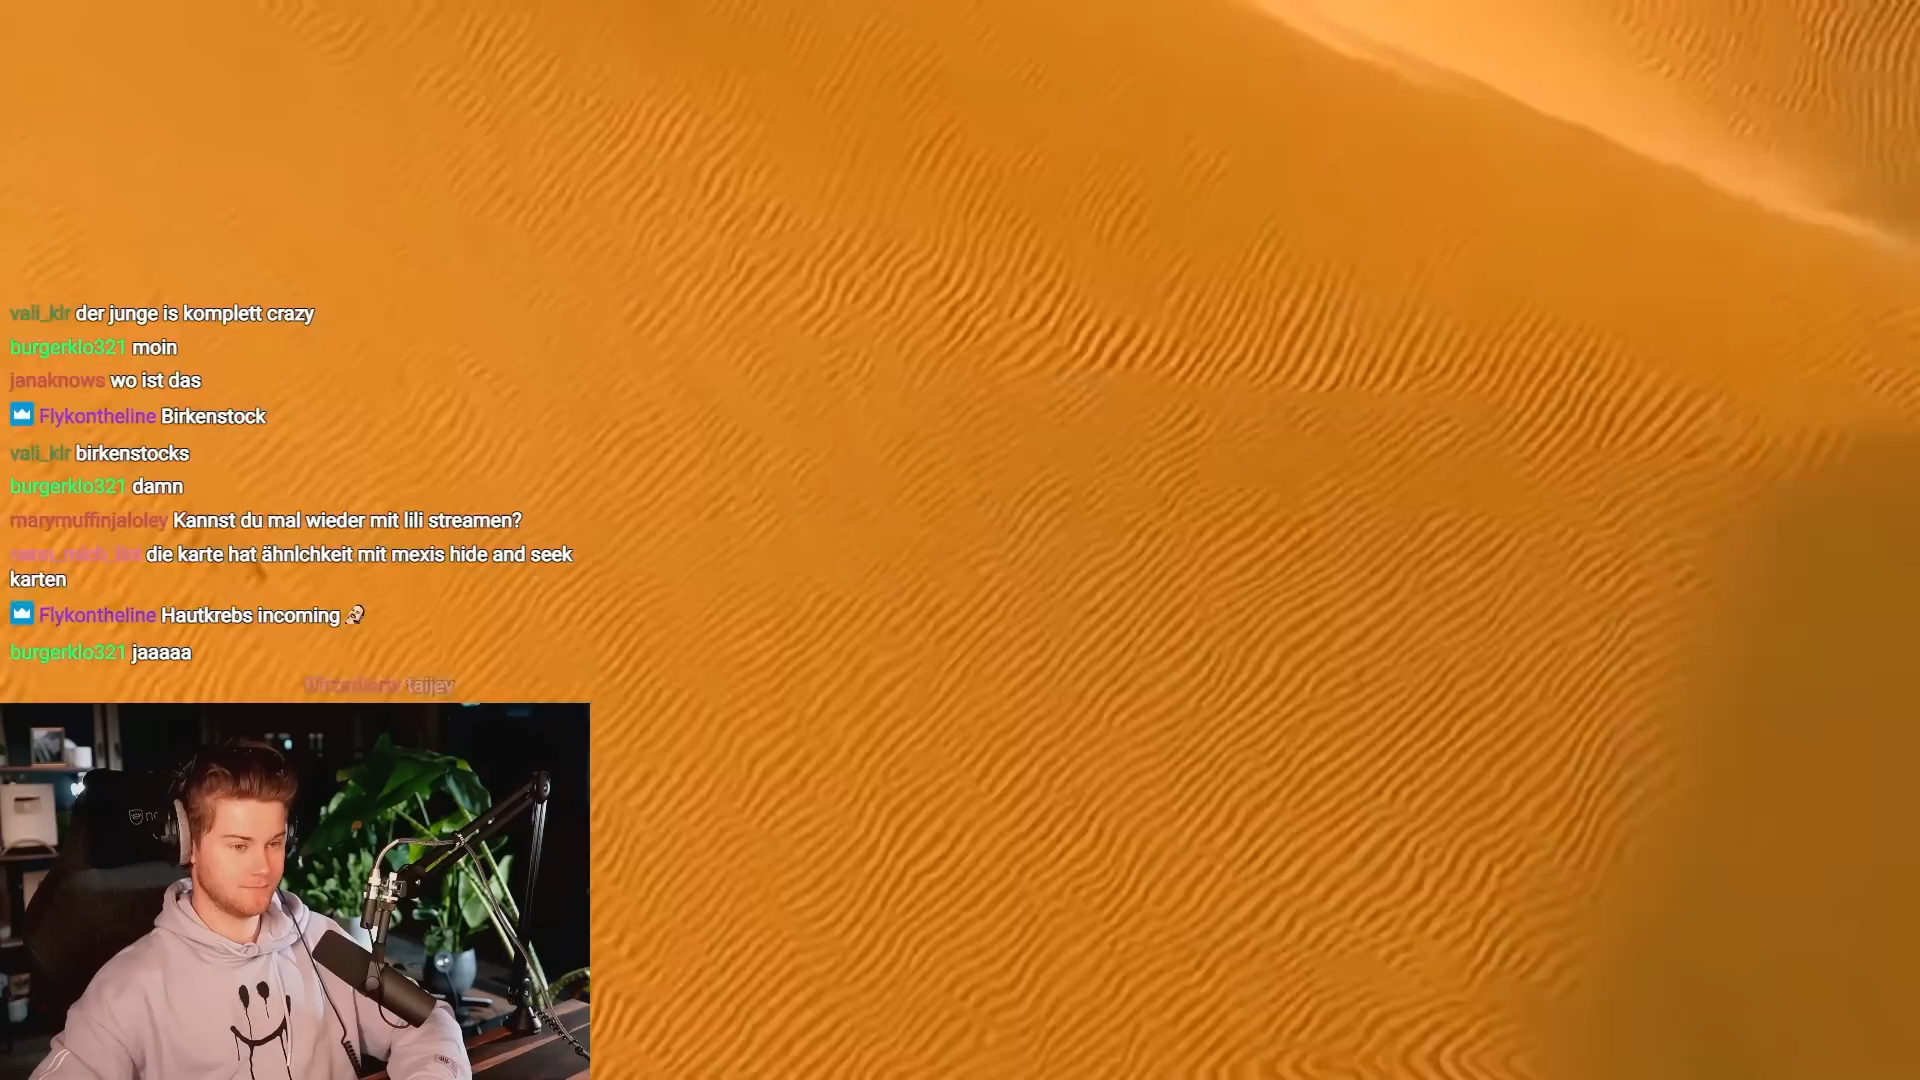 vali_klr der junge is komplett crazy
burgerklo321 moin
janaknows wo ist das
Flykontheline Birkenstock
vali_klr birkenstocks
burgerklo321 damn
marymuffinjaloley Kannst du mal wieder mit lili streamen?
die karte hat ähnlchkeit mit mexis hide and seek
karten
Flykontheline Hautkrebs incoming
burgerklo321 jaaaaa
taijey